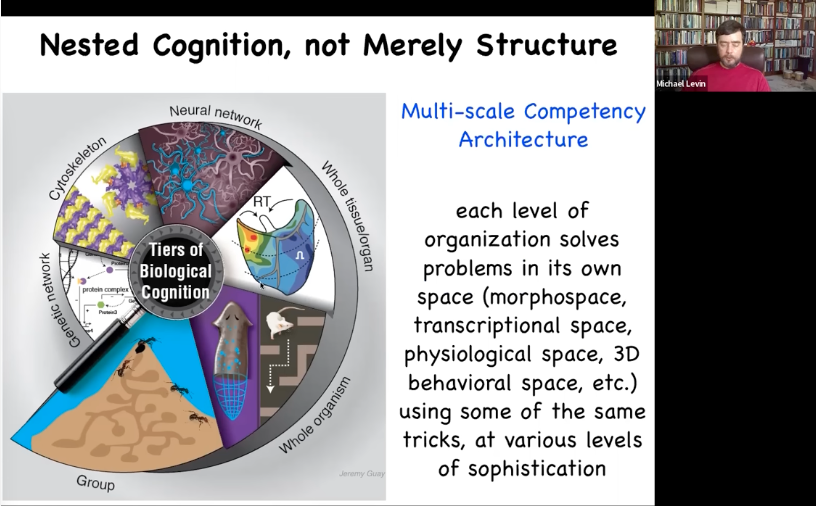 Nested Cognition, not Merely Structure
Michael Levin
Neural network
Cytoskeleton
Whole tissue/organ
RT
Tiers of
Biological
Cognition
Genetic network
protein complex
Whole organism
Group
Jeremy Guay
Multi-scale Competency
Architecture
each level of
organization solves
problems in its own
space (morphospace,
transcriptional space,
physiological space, 3D
behavioral space, etc.)
using some of the same
tricks, at various levels
of sophistication